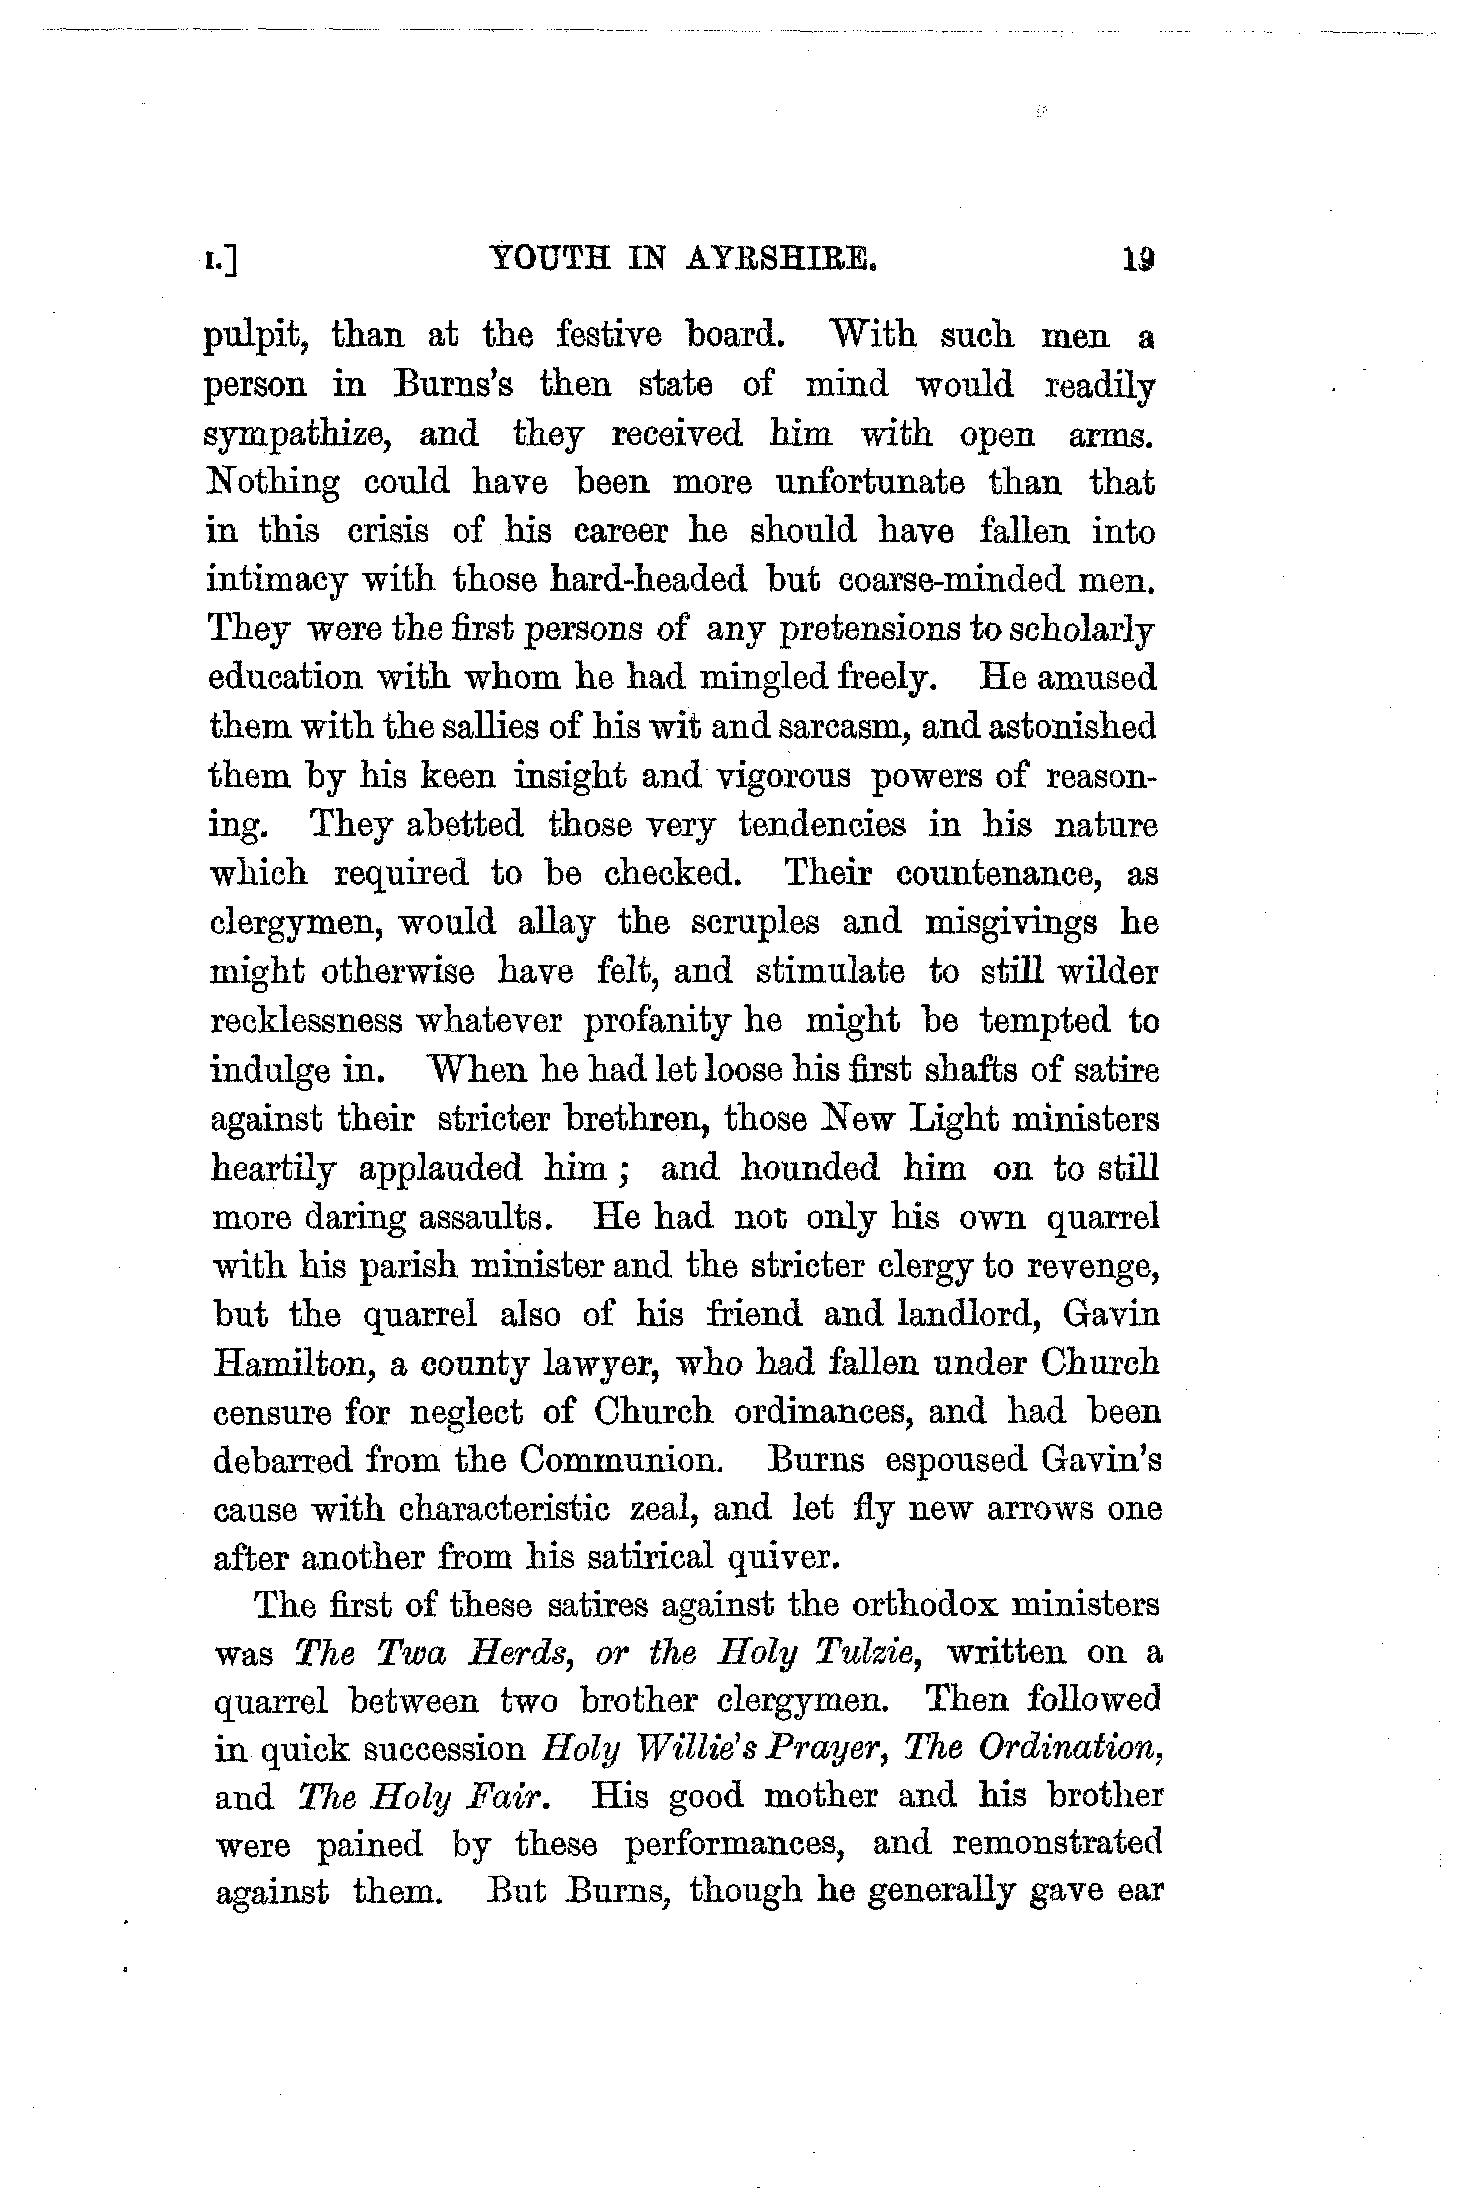 I.] YOUTH IN AYRSHIRE. 19
pulpit, than at the festive board. With such men a
person in Burns's then state of mind would readily
sympathize, and they received him with open arms.
Nothing could have been more unfortunate than that
in this crisis of his career he should have fallen into
intimacy with those hard-headed but coarse-minded men.
They were the first persons of any pretensions to scholarly
education with whom he had mingled freely. He amused
them with the sallies of his wit and sarcasm, and astonished
them by his keen insight and vigorous powers of reason-
ing. They abetted those very tendencies in his nature
which required to be checked. Their countenance, as
clergymen, would allay the scruples and misgivings he
might otherwise have felt, and stimulate to still wilder
recklessness whatever profanity he might be tempted to
indulge in. When he had let loose his first shafts of satire
against their stricter brethren, those New Light ministers
heartily applauded him ; and hounded him on to still
more daring assaults. He had not only his own quarrel
with his parish minister and the stricter clergy to revenge,
but the quarrel also of his friend and landlord, Gavin
Hamilton, a county lawyer, who had fallen under Church
censure for neglect of Church ordinances, and had been
debarred from the Communion. Burns espoused Gavin's
cause with characteristic zeal, and let fly new arrows one
after another from his satirical quiver.
The first of these satires against the orthodox ministers
was The Twa Herds, or the Holy Tulzie, written on a
quarrel between two brother clergymen. Then followed
in quick succession Holy Willie's Prayer, The Ordination,
and The Holy Fair. His good mother and his brother
were pained by these performances, and remonstrated
against them. But Burns, though he generally gave ear